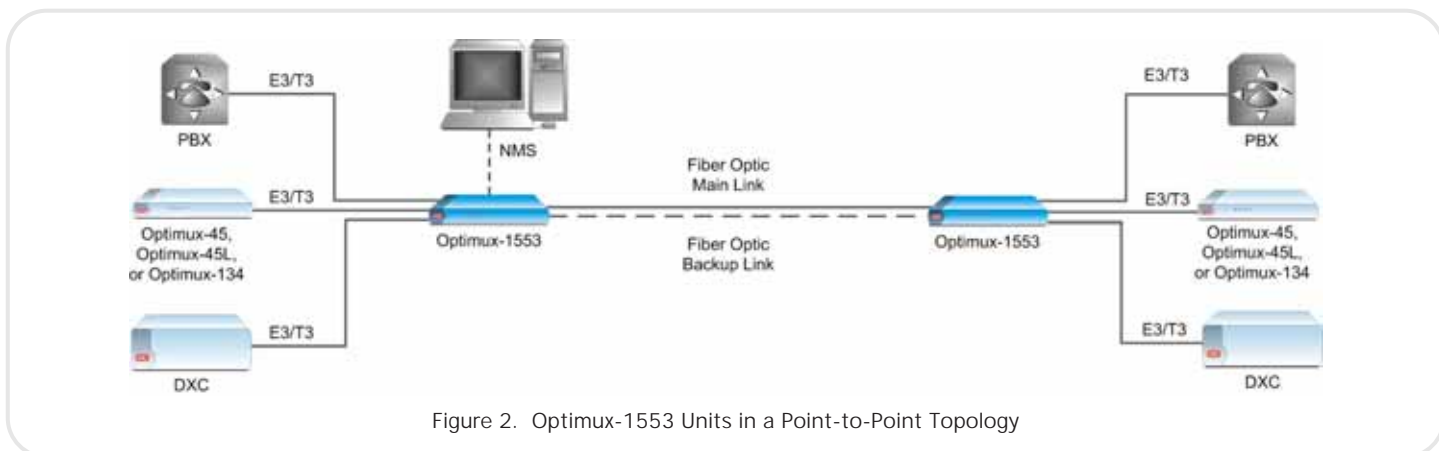 E3/T3
PBX
NMS
E3/T3
Optimux-45,
Optimux-45L,
or Optimux-134
E3/T3
DXC
Optimux-1553
Fiber Optic
Main Link
Fiber Optic
Backup Link
Optimux-1553
E3/T3
PBX
E3/T3
Optimux-45,
Optimux-45L,
or Optimux-134
E3/T3
DXC
Figure 2. Optimux-1553 Units in a Point-to-Point Topology